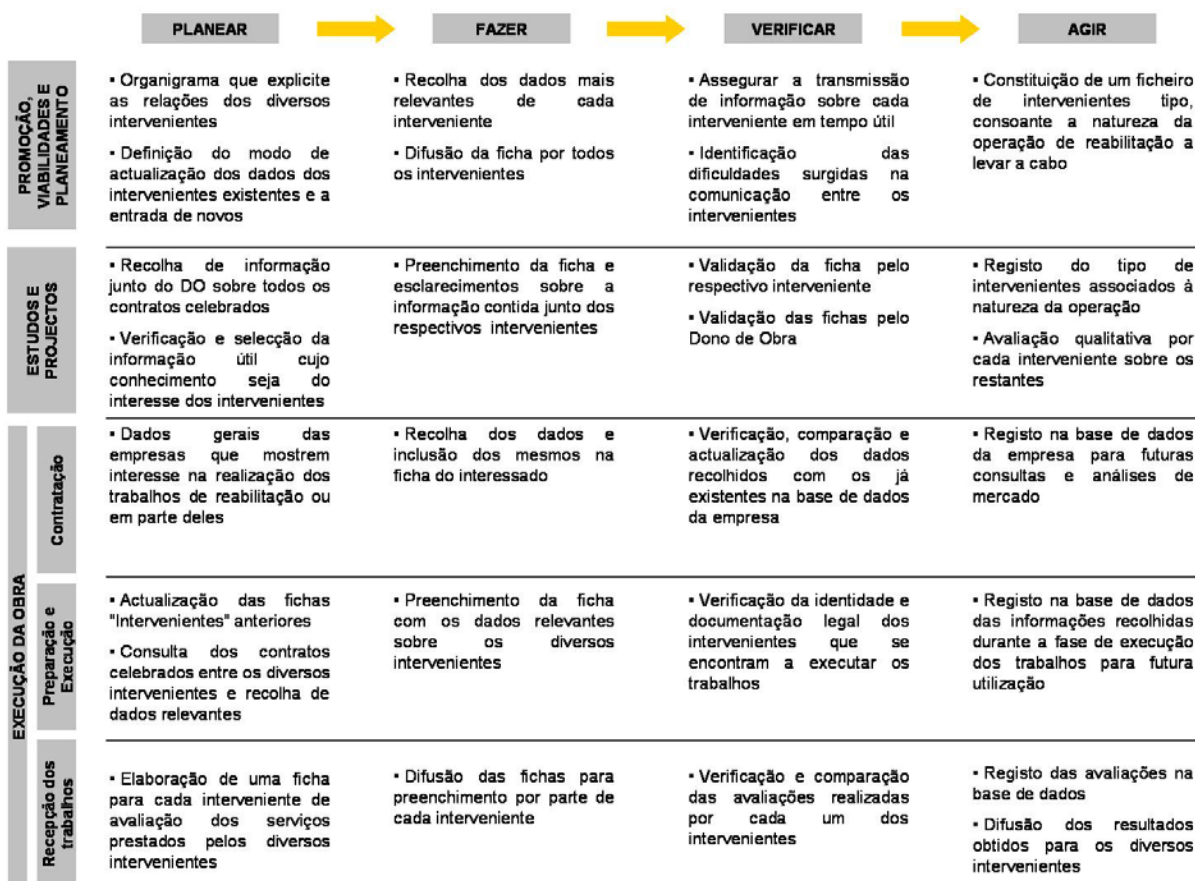 PLANEAR
FAZER
VERIFICAR
AGIR
PROMOÇÃO,
VIABILIDADES E
PLANEAMENTO
▪ Organigrama que explicite
as relações dos diversos
intervenientes
▪ Definição do modo de
actualização dos dados dos
intervenientes existentes e a
entrada de novos
▪ Recolha dos dados mais
relevantes de cada
interveniente
▪ Difusão da ficha por todos
os intervenientes
▪ Assegurar a transmissão
de informação sobre cada
interveniente em tempo útil
▪ Identificação das
dificuldades surgidas na
comunicação entre os
intervenientes
▪ Constituição de um ficheiro
de intervenientes tipo,
consoante a natureza da
operação de reabilitação a
levar a cabo
ESTUDOS E
PROJECTOS
▪ Recolha de informação
junto do DO sobre todos os
contratos celebrados
▪ Verificação e selecção da
informação útil cujo
conhecimento seja do
interesse dos intervenientes
▪ Preenchimento da ficha e
esclarecimentos sobre a
informação contida junto dos
respectivos intervenientes
▪ Validação da ficha pelo
respectivo interveniente
▪ Validação das fichas pelo
Dono de Obra
▪ Registo do tipo de
intervenientes associados à
natureza da operação
▪ Avaliação qualitativa por
cada interveniente sobre os
restantes
EXECUÇÃO DA OBRA
Contratação
▪ Dados gerais das
empresas que mostrem
interesse na realização dos
trabalhos de reabilitação ou
em parte deles
▪ Recolha dos dados e
inclusão dos mesmos na
ficha do interessado
▪ Verificação, comparação e
actualização dos dados
recolhidos com os já
existentes na base de dados
da empresa
▪ Registo na base de dados
da empresa para futuras
consultas e análises de
mercado
Preparação e
Execução
▪ Actualização das fichas
"Intervenientes" anteriores
▪ Consulta dos contratos
celebrados entre os diversos
intervenientes e recolha de
dados relevantes
▪ Preenchimento da ficha
com os dados relevantes
sobre os diversos
intervenientes
▪ Verificação da identidade e
documentação legal dos
intervenientes que se
encontram a executar os
trabalhos
▪ Registo na base de dados
das informações recolhidas
durante a fase de execução
dos trabalhos para futura
utilização
Recepção dos
trabalhos
▪ Elaboração de uma ficha
para cada interveniente de
avaliação dos serviços
prestados pelos diversos
intervenientes
▪ Difusão das fichas para
preenchimento por parte de
cada interveniente
▪ Verificação e comparação
das avaliações realizadas
por cada um dos
intervenientes
▪ Registo das avaliações na
base de dados
▪ Difusão dos resultados
obtidos para os diversos
intervenientes